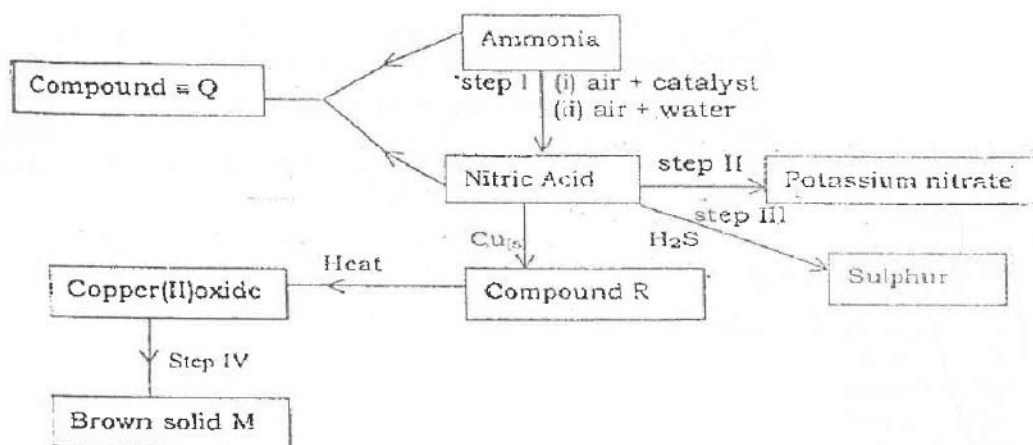 Ammonia
Compound ≡ Q
step I (i) air + catalyst
(ii) air + water
Nitric Acid
step II
Potassium nitrate
step III
H₂S
Cu(s)
Heat
Sulphur
Copper(II)oxide
Compound R
Step IV
Brown solid M